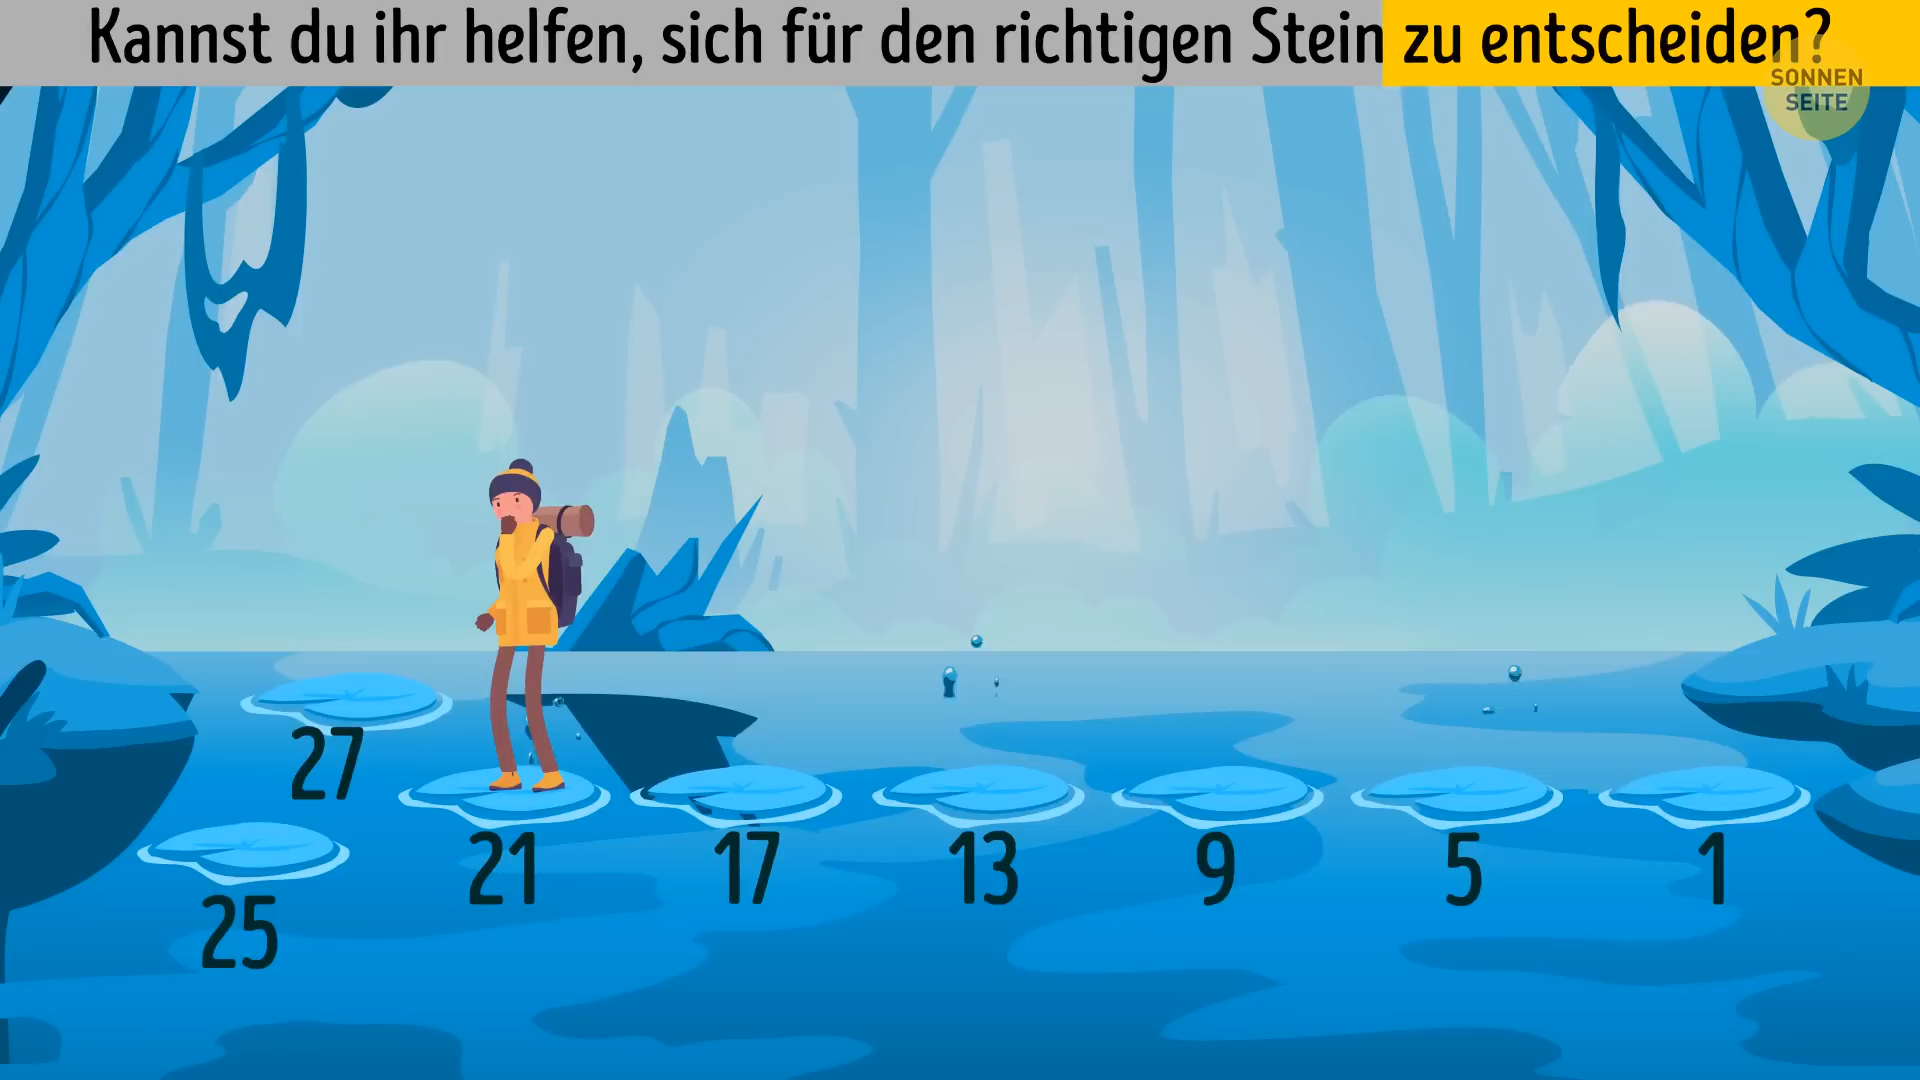 Kannst du ihr helfen, sich für den richtigen Stein zu entscheiden?
SONNEN
SEITE
27
21
17
13
9
5
1
25